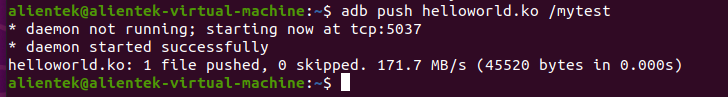 alientek@alientek-virtual-machine:~$ adb push helloworld.ko /mytest
* daemon not running; starting now at tcp:5037
* daemon started successfully
helloworld.ko: 1 file pushed, 0 skipped. 171.7 MB/s (45520 bytes in 0.000s)
alientek@alientek-virtual-machine:~$